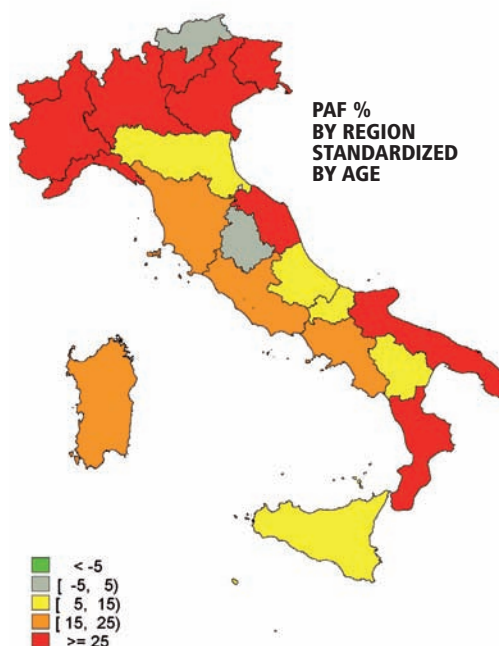 PAF %
BY REGION
STANDARDIZED
BY AGE
< -5
[ -5, 5)
[ 5, 15)
[ 15, 25)
>= 25